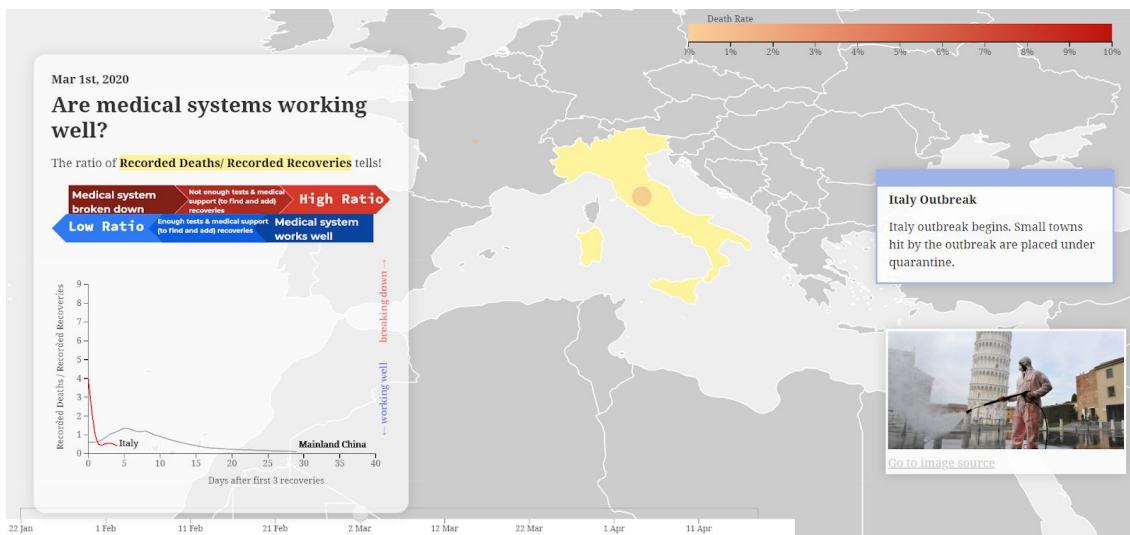 Mar 1st, 2020
Are medical systems working
well?
The ratio of Recorded Deaths/ Recorded Recoveries tells!
Medical system
broken down
Not enough tests & medical
support (to find and add)
recoveries
High Ratio
Low Ratio
Enough tests & medical support
(to find and add) recoveries
Medical system
works well
9
8
7
6
5
4
3
2
1
0
Recorded Deaths / Recorded Recoveries
Italy
Mainland China
← working well
breaking down →
0 5 10 15 20 25 30 35 40
Days after first 3 recoveries
Death Rate
0% 1% 2% 3% 4% 5% 6% 7% 8% 9% 10%
Italy Outbreak
Italy outbreak begins. Small towns
hit by the outbreak are placed under
quarantine.
Go to image source
22 Jan 1 Feb 11 Feb 21 Feb 2 Mar 12 Mar 22 Mar 1 Apr 11 Apr